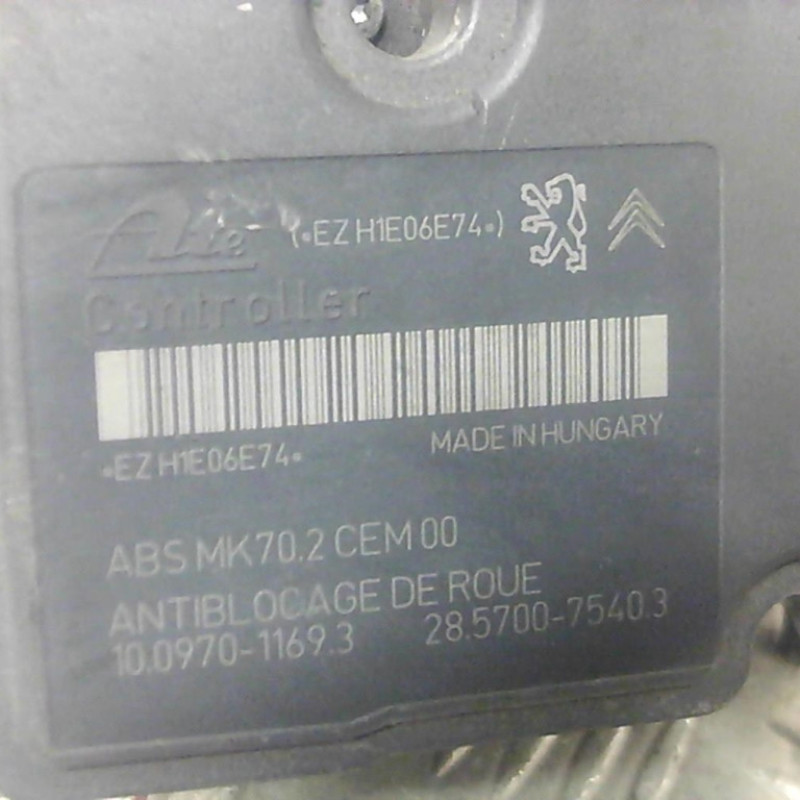 Ate (*EZ H1E06E74*)
Controller
*EZ H1E06E74*
MADE IN HUNGARY
ABS MK70.2 CEM 00
ANTIBLOCAGE DE ROUE
10.0970-1169.3 28.5700-7540.3